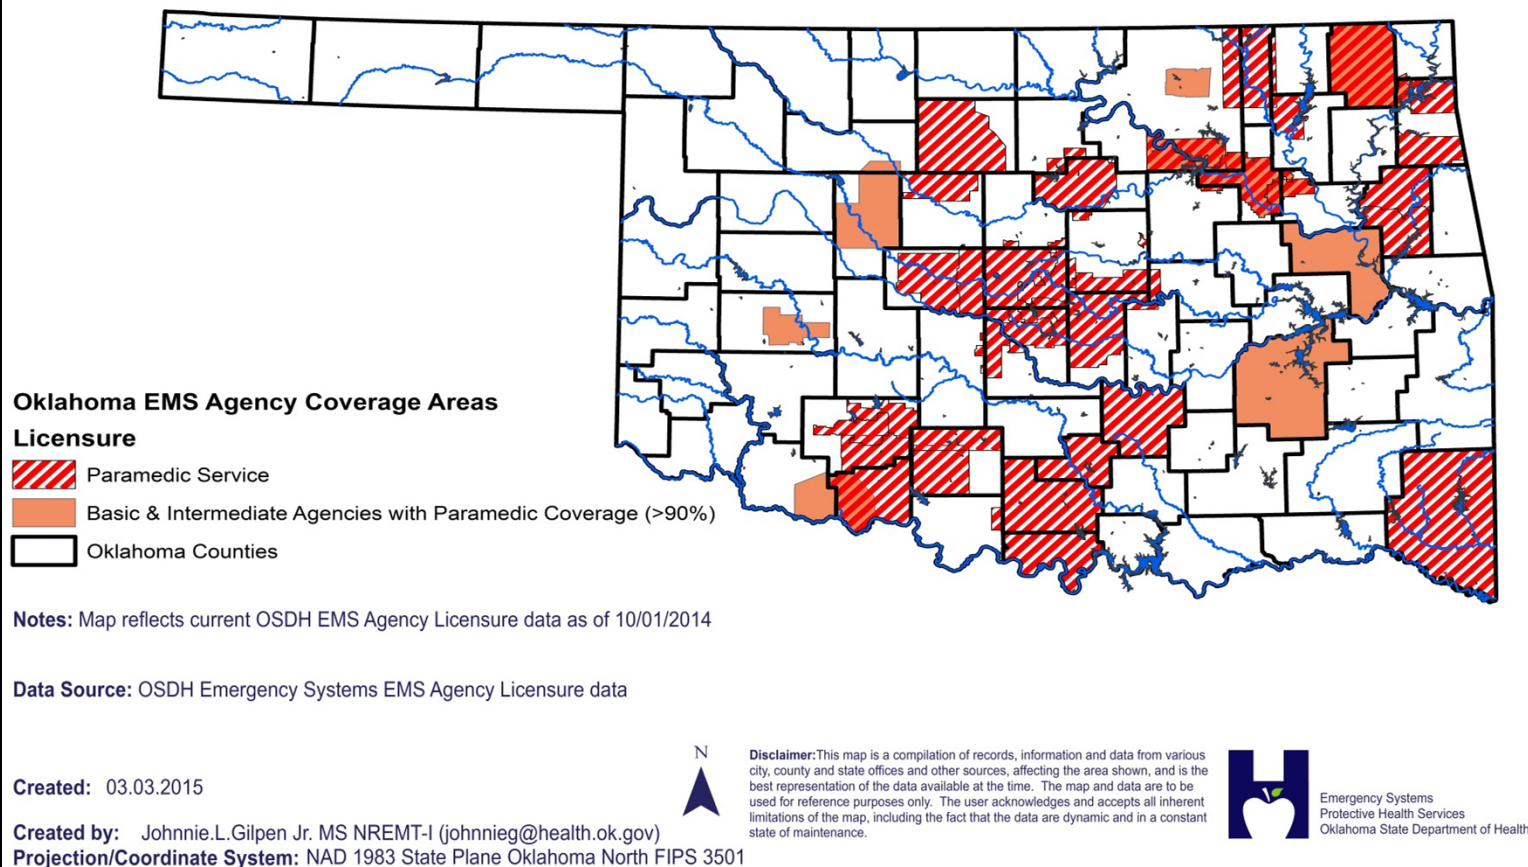 Oklahoma EMS Agency Coverage Areas
Licensure
Paramedic Service
Basic & Intermediate Agencies with Paramedic Coverage (>90%)
Oklahoma Counties
Notes: Map reflects current OSDH EMS Agency Licensure data as of 10/01/2014
Data Source: OSDH Emergency Systems EMS Agency Licensure data
Created: 03.03.2015
Created by: Johnnie.L.Gilpen Jr. MS NREMT-I (johnnieg@health.ok.gov)
Projection/Coordinate System: NAD 1983 State Plane Oklahoma North FIPS 3501
N
Disclaimer:This map is a compilation of records, information and data from various
city, county and state offices and other sources, affecting the area shown, and is the
best representation of the data available at the time. The map and data are to be
used for reference purposes only. The user acknowledges and accepts all inherent
limitations of the map, including the fact that the data are dynamic and in a constant
state of maintenance.
Emergency Systems
Protective Health Services
Oklahoma State Department of Health